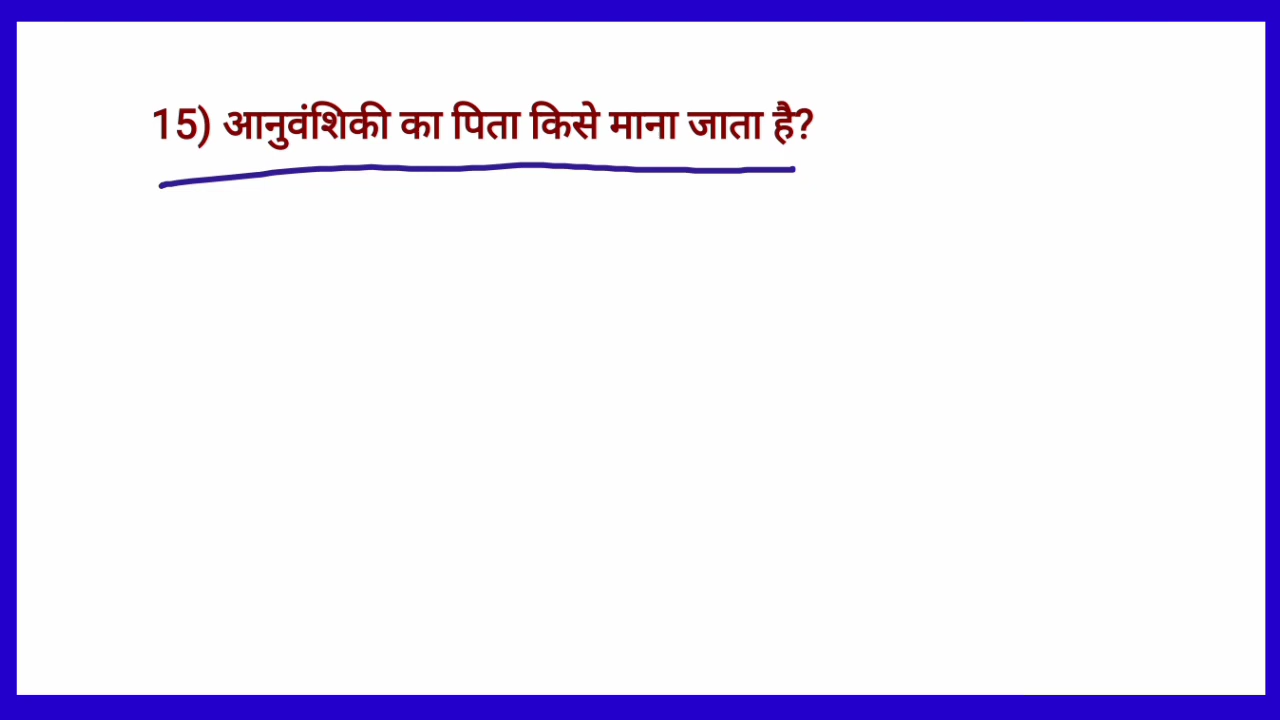 15) आनुवंशिकी का पिता किसे माना जाता है?